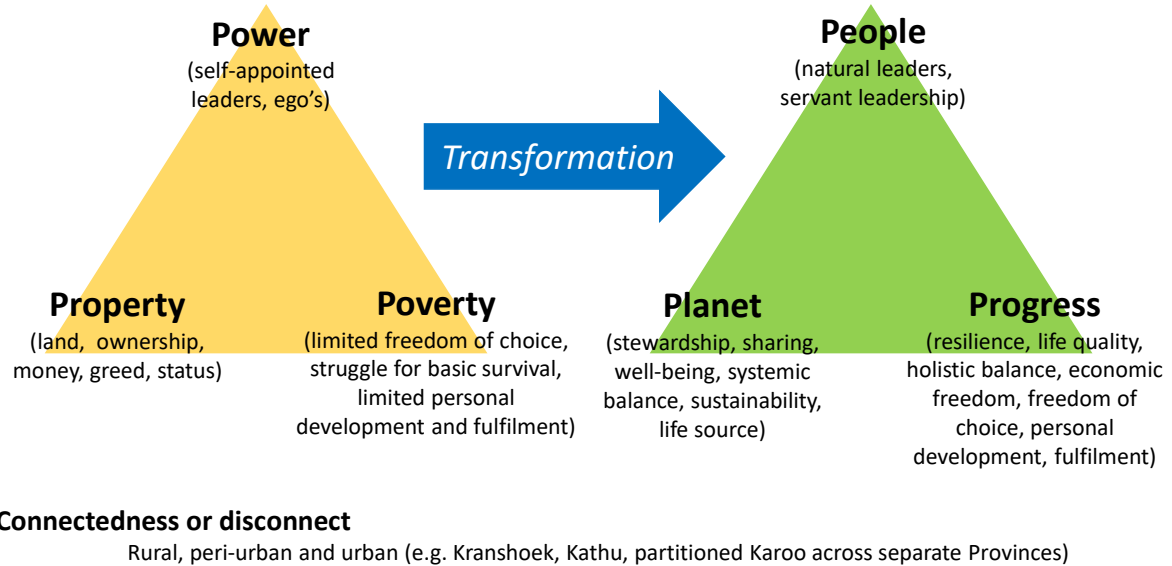 Power
(self-appointed
leaders, ego's)
People
(natural leaders,
servant leadership)
Transformation
Property
(land, ownership,
money, greed, status)
Poverty
(limited freedom of choice,
struggle for basic survival,
limited personal
development and fulfilment)
Planet
(stewardship, sharing,
well-being, systemic
balance, sustainability,
life source)
Progress
(resilience, life quality,
holistic balance, economic
freedom, freedom of
choice, personal
development, fulfilment)
Connectedness or disconnect
Rural, peri-urban and urban (e.g. Kranshoek, Kathu, partitioned Karoo across separate Provinces)